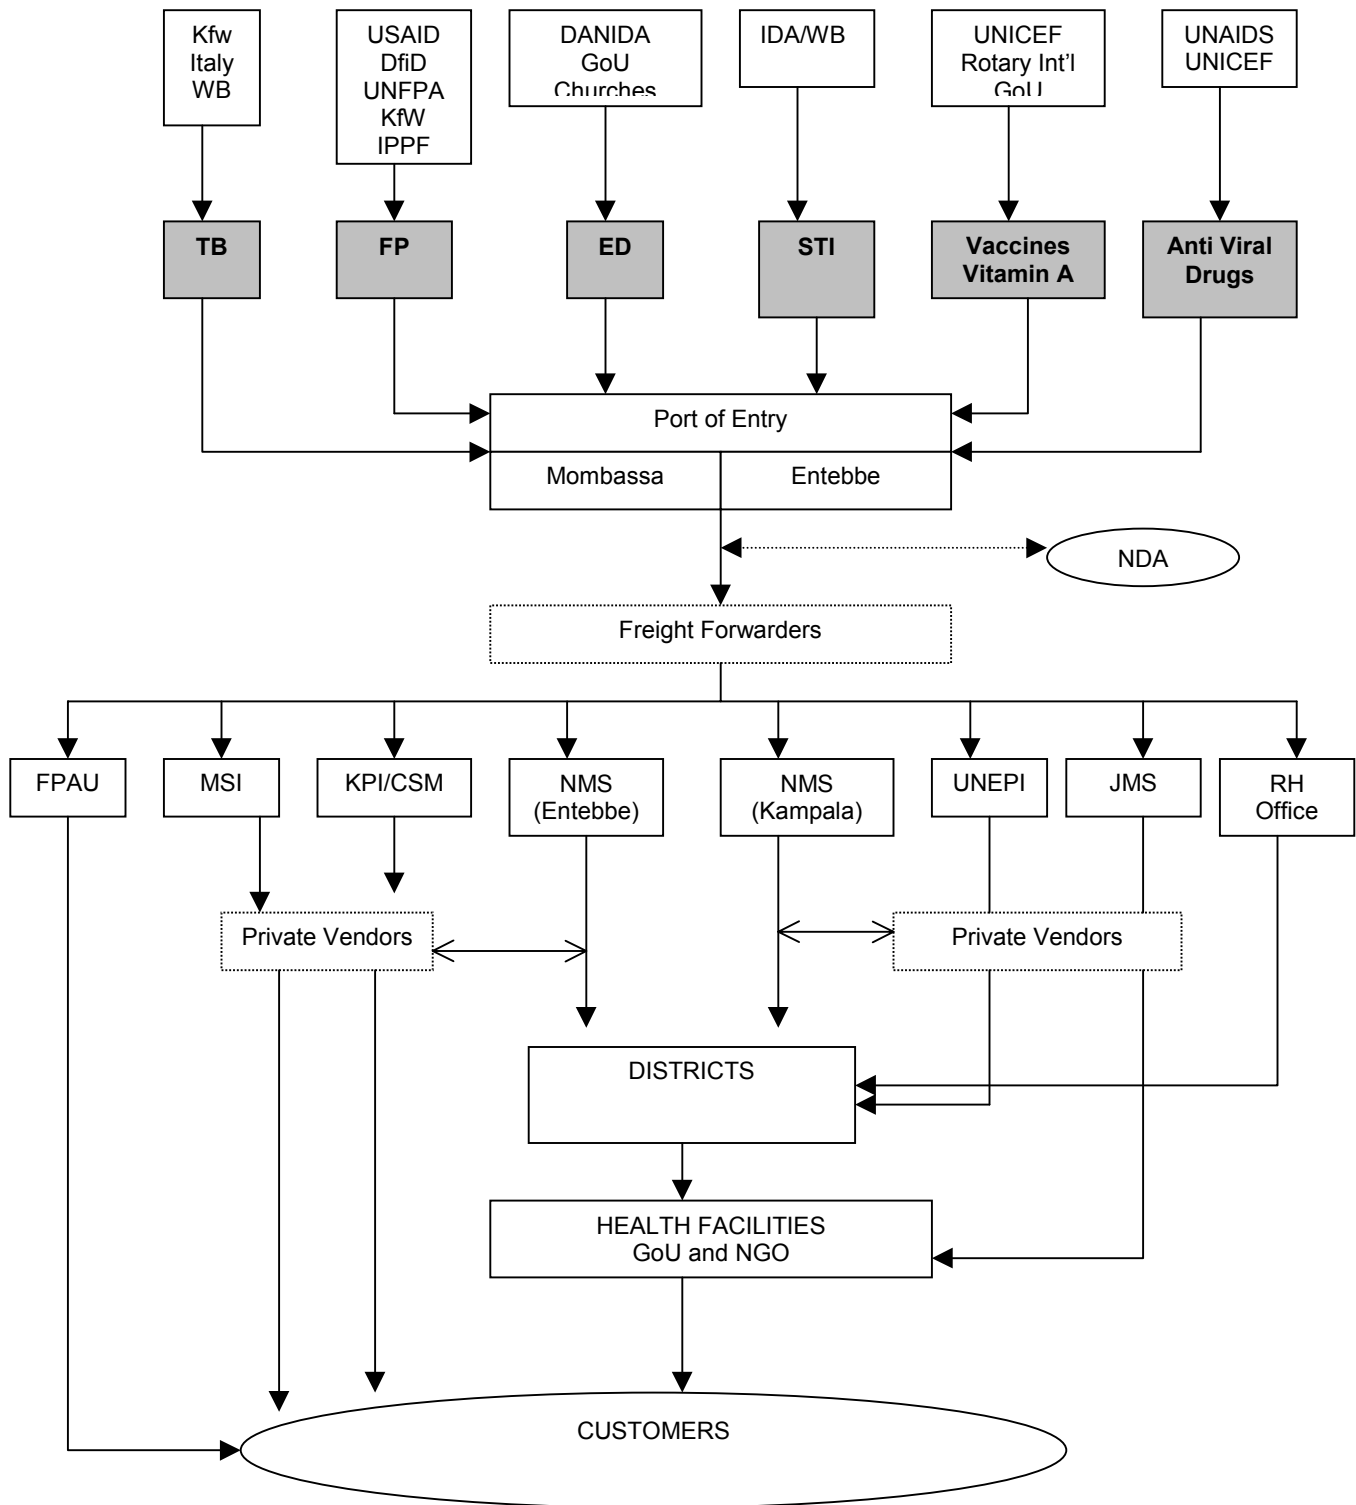 Kfw
Italy
WB
USAID
DfiD
UNFPA
KfW
IPPF
DANIDA
GoU
Churches
IDA/WB
UNICEF
Rotary Int'l
GoU
UNAIDS
UNICEF
TB
FP
ED
STI
Vaccines
Vitamin A
Anti Viral
Drugs
Port of Entry
Mombassa
Entebbe
NDA
Freight Forwarders
FPAU
MSI
KPI/CSM
NMS
(Entebbe)
NMS
(Kampala)
UNEPI
JMS
RH
Office
Private Vendors
Private Vendors
DISTRICTS
HEALTH FACILITIES
GoU and NGO
CUSTOMERS